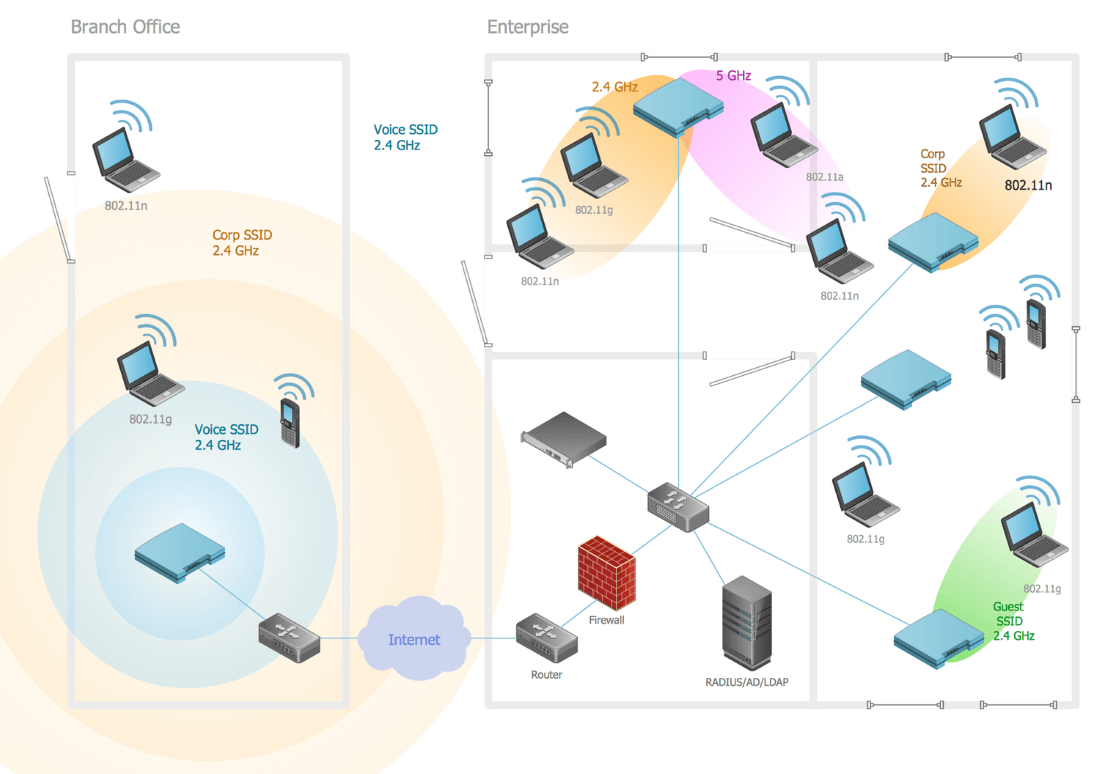 Branch Office
Enterprise
802.11n
Corp SSID
2.4 GHz
802.11g
Voice SSID
2.4 GHz
Voice SSID
2.4 GHz
Internet
2.4 GHz
5 GHz
802.11g
802.11n
802.11a
802.11n
Corp
SSID
2.4 GHz
802.11n
802.11g
802.11g
Guest
SSID
2.4 GHz
Firewall
Router
RADIUS/AD/LDAP